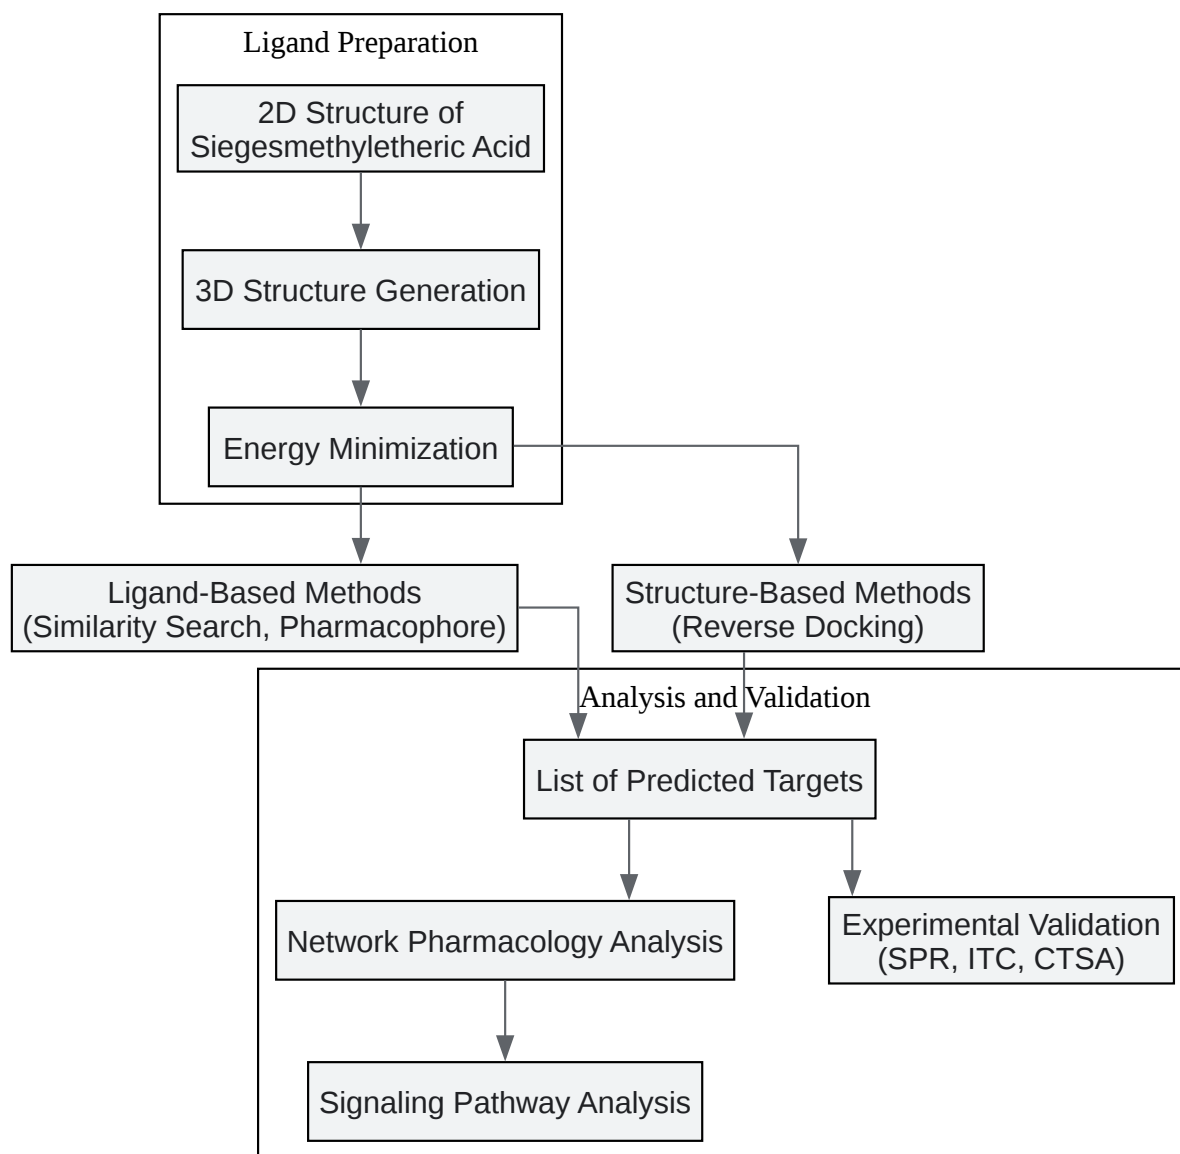 Ligand Preparation
2D Structure of
Siegesmethyletheric Acid
3D Structure Generation
Energy Minimization
Ligand-Based Methods
(Similarity Search, Pharmacophore)
Structure-Based Methods
(Reverse Docking)
Analysis and Validation
List of Predicted Targets
Network Pharmacology Analysis
Experimental Validation
(SPR, ITC, CTSA)
Signaling Pathway Analysis